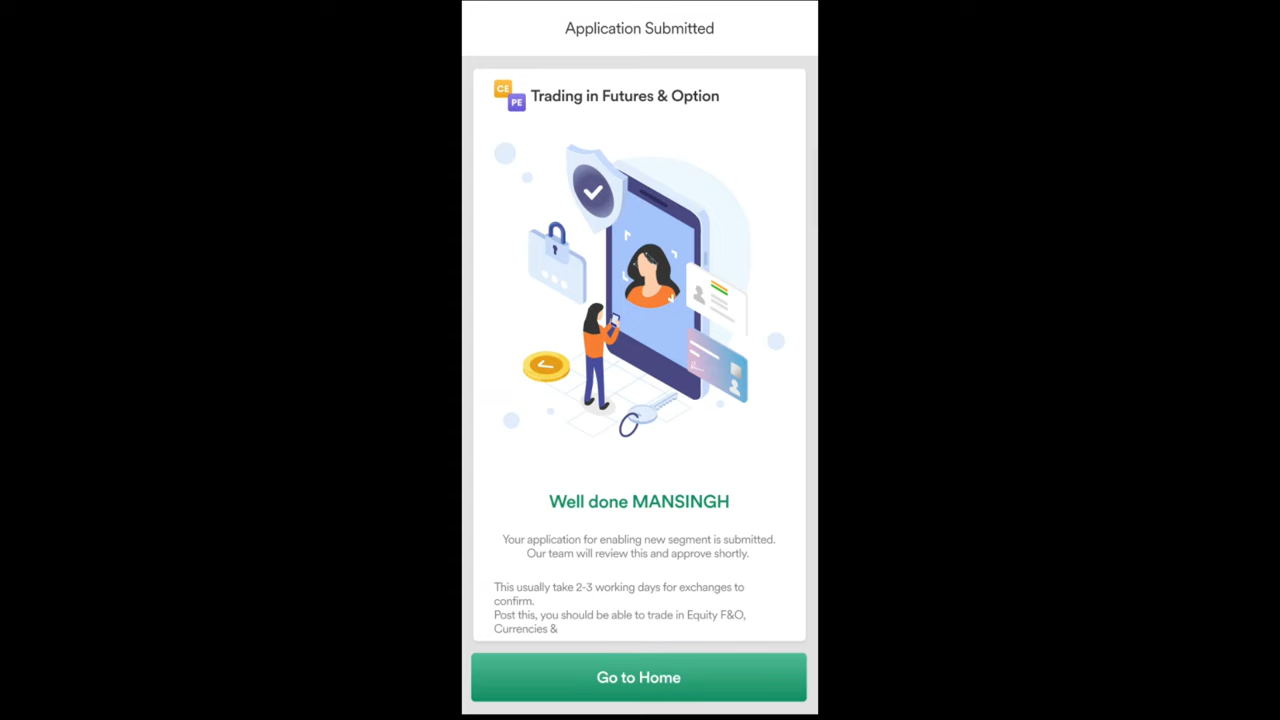 Application Submitted
CE
PE
Trading in Futures & Option
Well done MANSINGH
Your application for enabling new segment is submitted.
Our team will review this and approve shortly.
This usually take 2-3 working days for exchanges to
confirm.
Post this, you should be able to trade in Equity F&O,
Currencies &
Go to Home